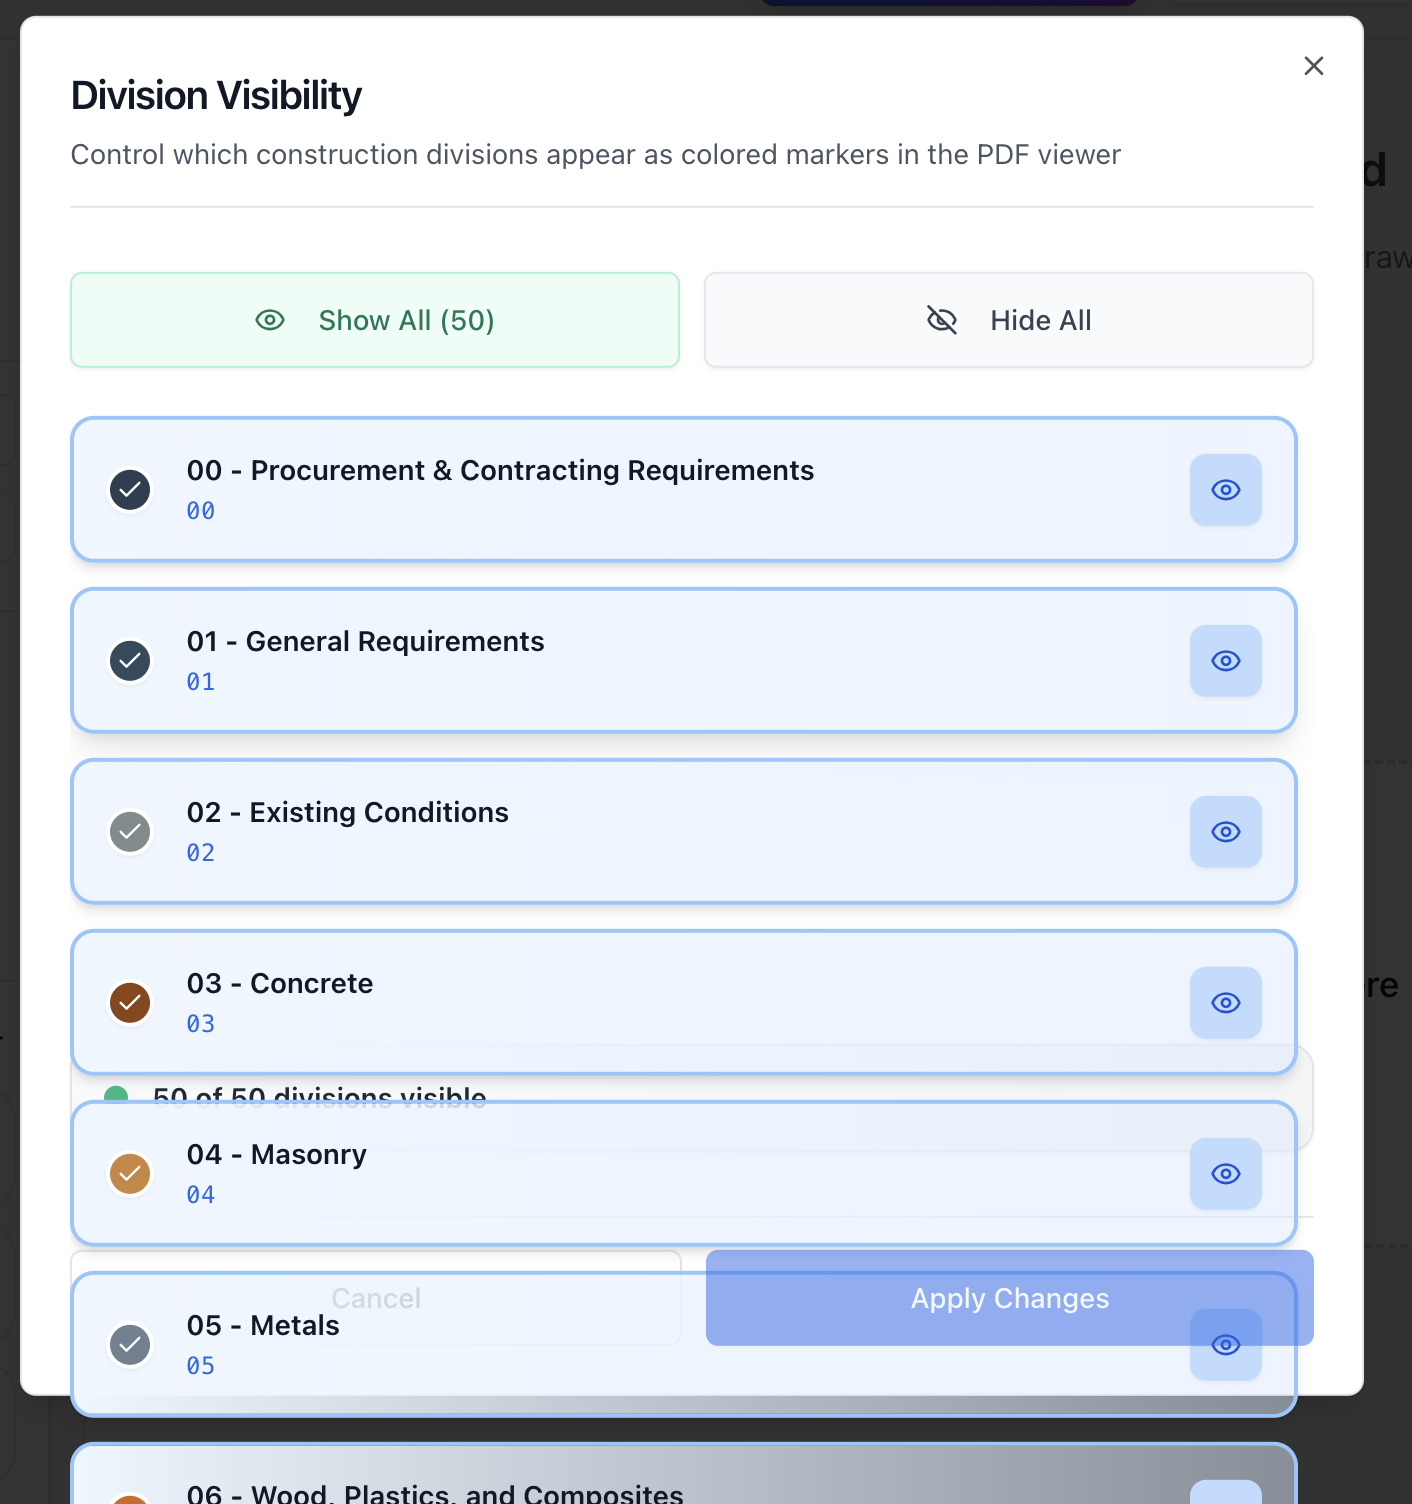 Division Visibility
Control which construction divisions appear as colored markers in the PDF viewer
Show All (50)
Hide All
00 - Procurement & Contracting Requirements
00
01 - General Requirements
01
02 - Existing Conditions
02
03 - Concrete
03
50 of 50 divisions visible
04 - Masonry
04
Cancel
Apply Changes
05 - Metals
05
06 - Wood, Plastics, and Composites
d
raw
re